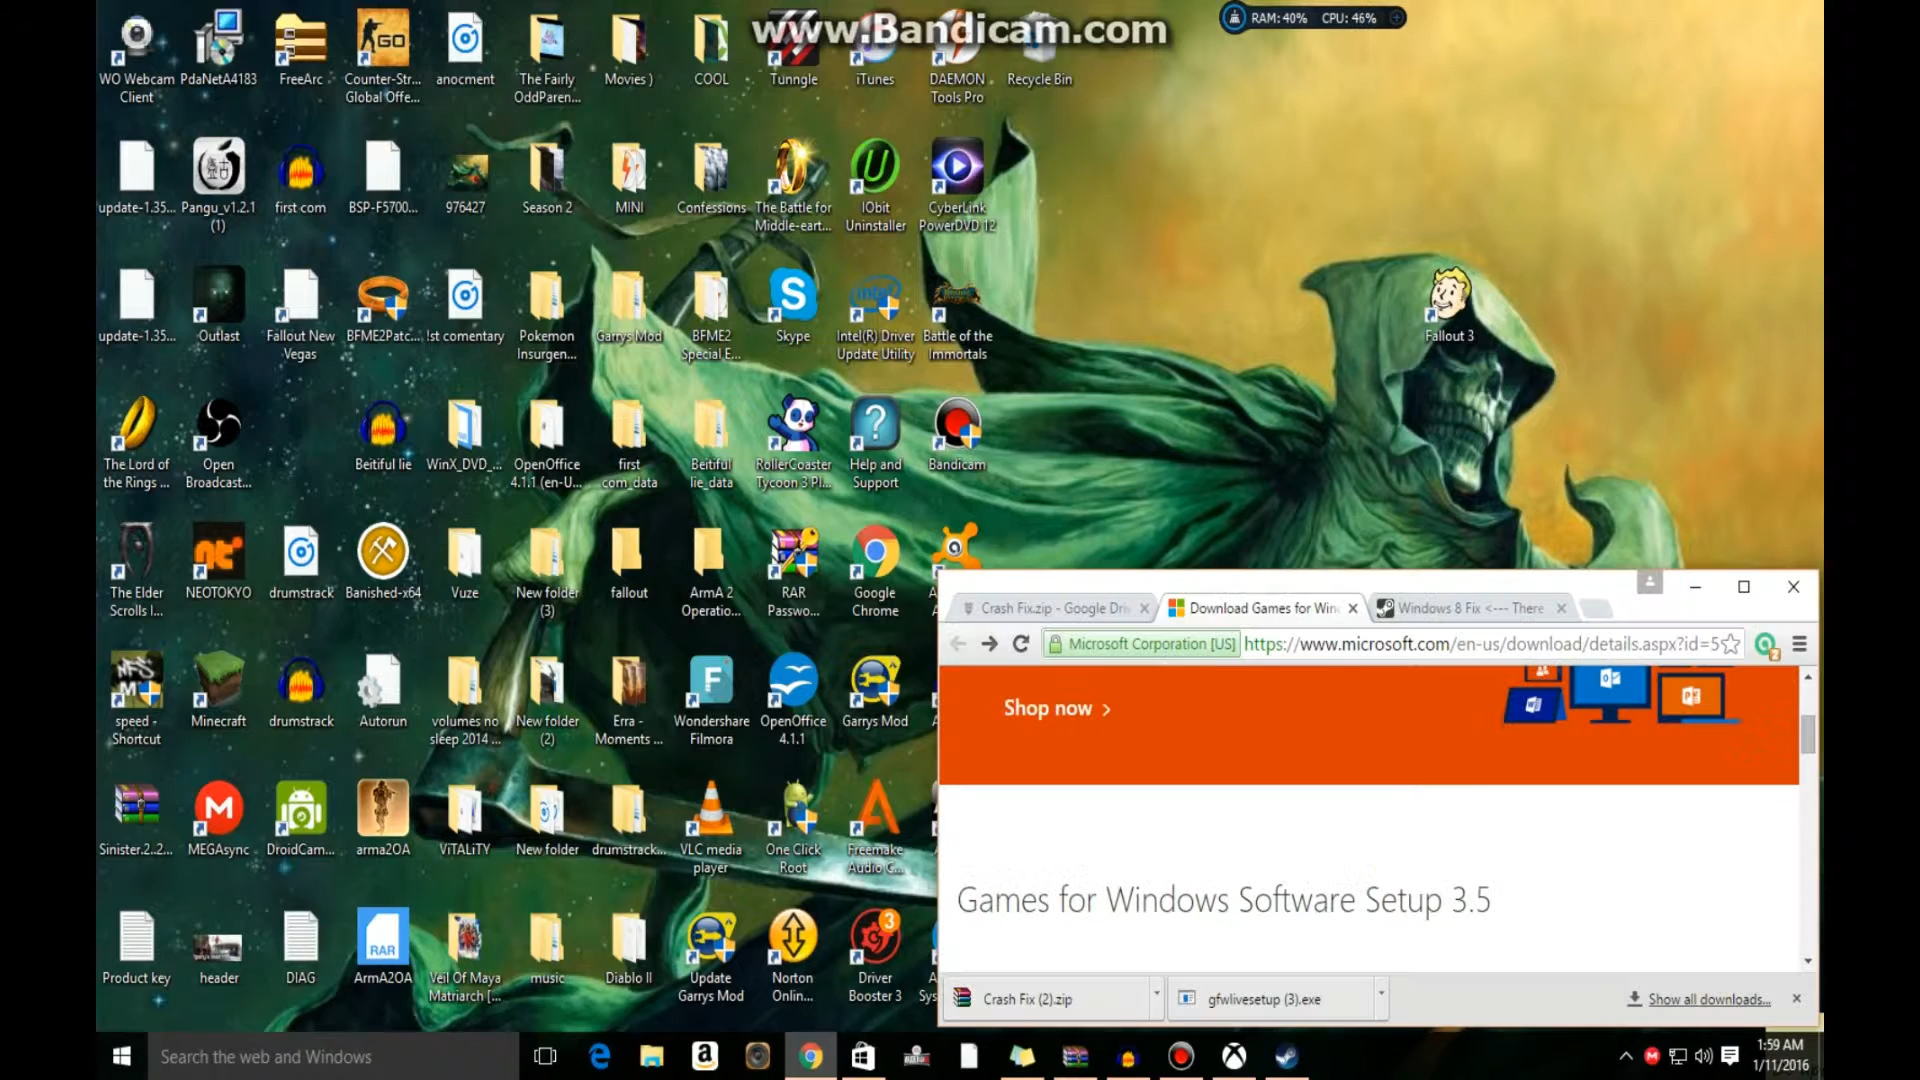 www.Bandicam.com
RAM: 40% CPU: 46%
WO Webcam Client
PdaNetA4183
FreeArc
Counter-Str... Global Offe...
anocment
The Fairly OddParen...
Movies )
COOL
Tunngle
iTunes
DAEMON Tools Pro
Recycle Bin
update-1.35...
Pangu_v1.2.1 (1)
first com
BSP-F5700...
976427
Season 2
MINI
Confessions
The Battle for Middle-eart...
IObit Uninstaller
CyberLink PowerDVD 12
update-1.35...
Outlast
Fallout New Vegas
BFME2Patc...
!st comentary
Pokemon Insurgen...
Garrys Mod
BFME2 Special E...
Skype
Intel(R) Driver Update Utility
Battle of the Immortals
Fallout 3
The Lord of the Rings ...
Open Broadcast...
Beitiful lie
WinX_DVD_...
OpenOffice 4.1.1 (en-U...
first com_data
Beitiful lie_data
RollerCoaster Tycoon 3 Pl...
Help and Support
Bandicam
The Elder Scrolls I...
NEOTOKYO
drumstrack
Banished-x64
Vuze
New folder (3)
fallout
ArmA 2 Operatio...
RAR Passwo...
Google Chrome
speed - Shortcut
Minecraft
drumstrack
Autorun
volumes no sleep 2014 ...
New folder (2)
Erra - Moments ...
Wondershare Filmora
OpenOffice 4.1.1
Garrys Mod
Sinister.2..2...
MEGAsync
DroidCam...
arma2OA
ViTALiTY
New folder
drumstrack...
VLC media player
One Click Root
Freemake Audio C...
Product key
header
DIAG
RAR
ArmA2OA
Veil Of Maya Matriarch [...
music
Diablo II
Update Garrys Mod
Norton Onlin...
3
Driver Booster 3
Crash Fix.zip - Google Dri
Download Games for Win
Windows 8 Fix <--- There
Microsoft Corporation [US]
https://www.microsoft.com/en-us/download/details.aspx?id=5
Shop now >
Games for Windows Software Setup 3.5
Crash Fix (2).zip
gfwlivesetup (3).exe
Show all downloads...
Search the web and Windows
1:59 AM
1/11/2016